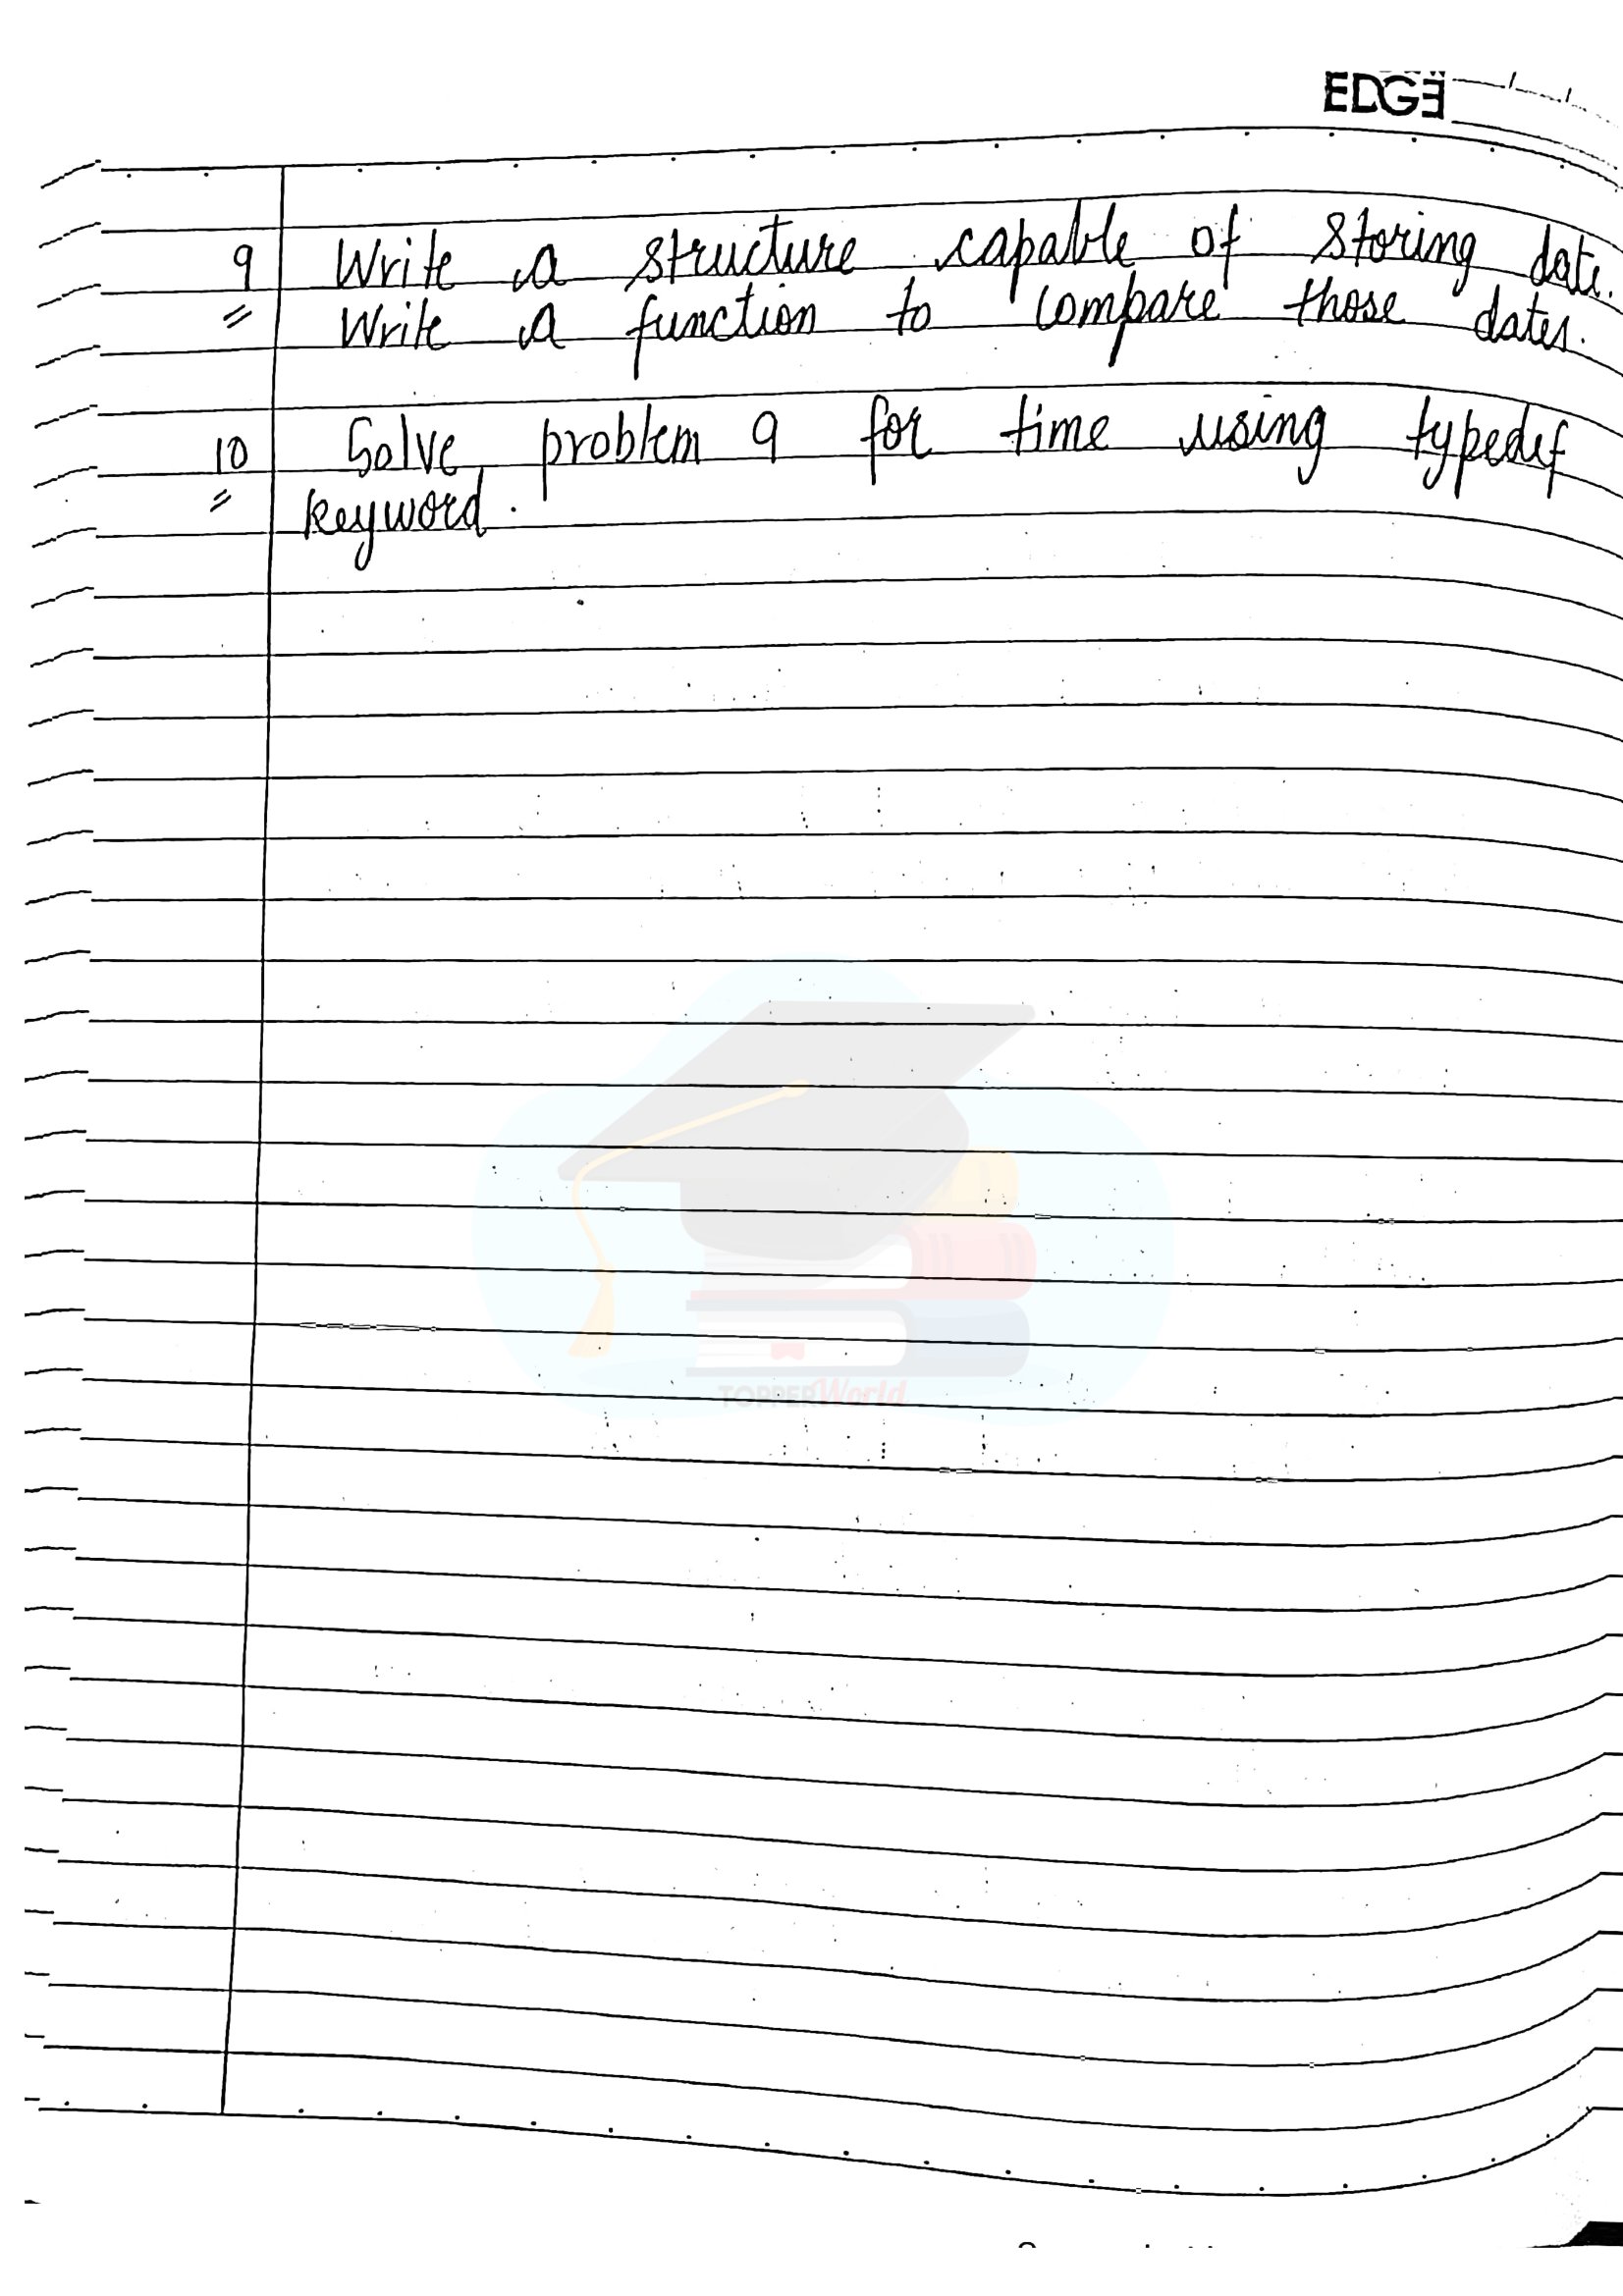 EDGE
9 Write a structure capable of storing date.
Write a function to compare those dates.
10 Solve problem 9 for time using typedef
keyword.
TOPPERWorld